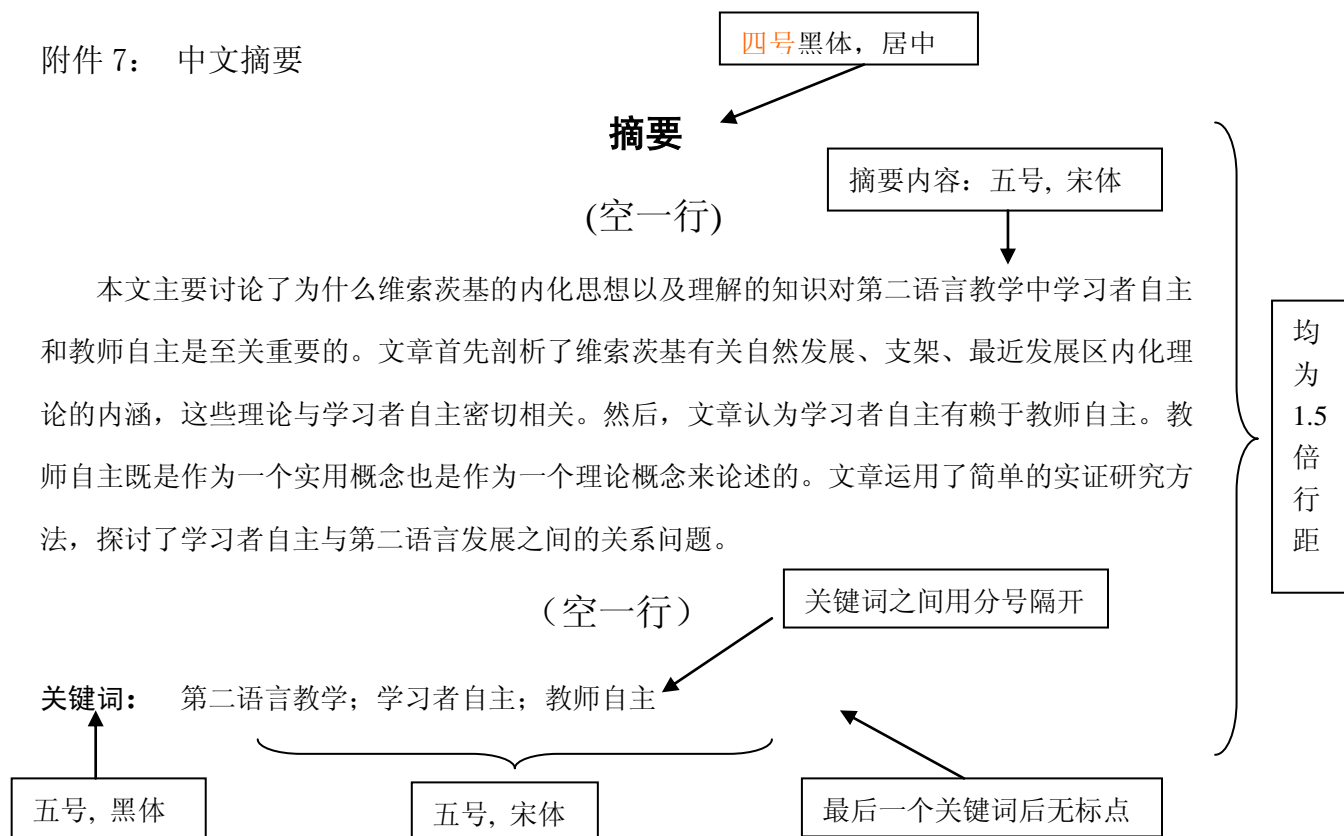 附件 7： 中文摘要
四号黑体，居中
摘要
摘要内容：五号, 宋体
(空一行)
本文主要讨论了为什么维索茨基的内化思想以及理解的知识对第二语言教学中学习者自主
和教师自主是至关重要的。文章首先剖析了维索茨基有关自然发展、支架、最近发展区内化理
论的内涵，这些理论与学习者自主密切相关。然后，文章认为学习者自主有赖于教师自主。教
师自主既是作为一个实用概念也是作为一个理论概念来论述的。文章运用了简单的实证研究方
法，探讨了学习者自主与第二语言发展之间的关系问题。
均
为
1.5
倍
行
距
（空一行）
关键词之间用分号隔开
关键词： 第二语言教学；学习者自主；教师自主
五号, 黑体
五号, 宋体
最后一个关键词后无标点